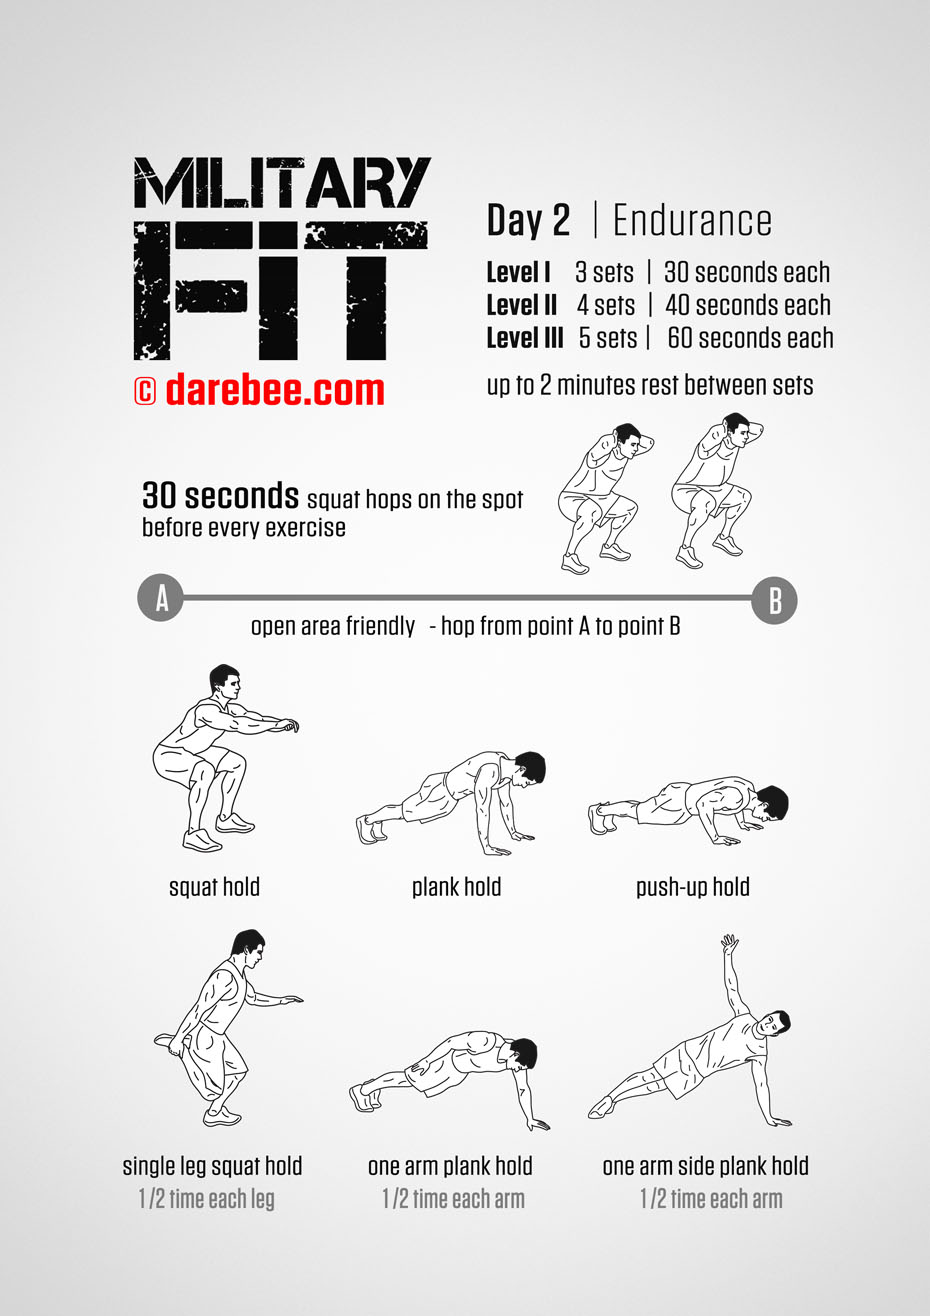 MILITARY
FIT
© darebee.com
Day 2 | Endurance
Level I 3 sets | 30 seconds each
Level II 4 sets | 40 seconds each
Level III 5 sets | 60 seconds each
up to 2 minutes rest between sets
30 seconds squat hops on the spot
before every exercise
A
B
open area friendly - hop from point A to point B
squat hold
plank hold
push-up hold
single leg squat hold
1/2 time each leg
one arm plank hold
1/2 time each arm
one arm side plank hold
1/2 time each arm